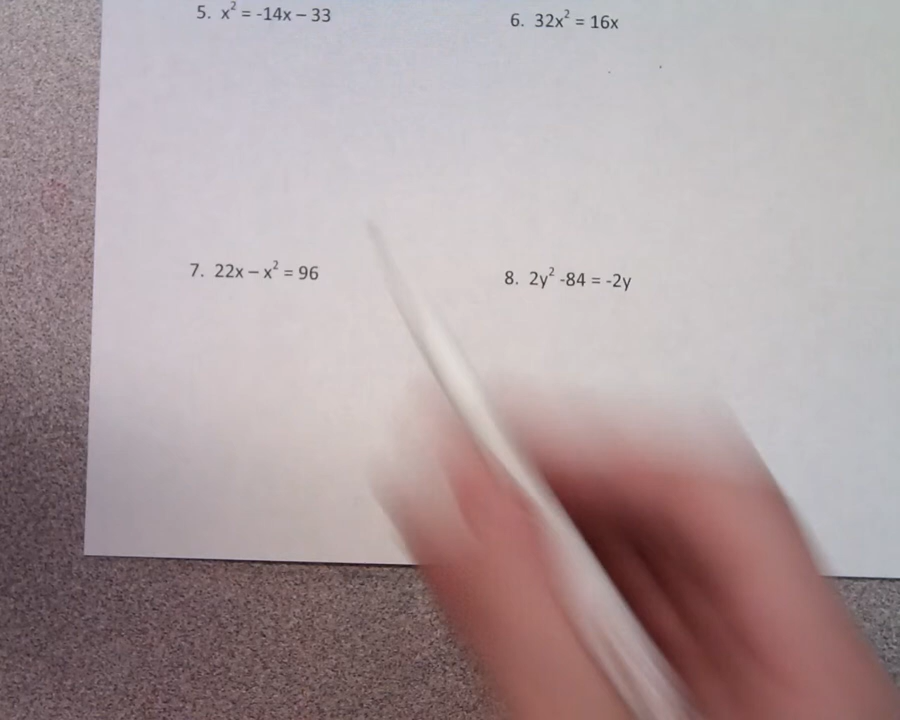 5. x² = -14x – 33
6. 32x² = 16x
7. 22x – x² = 96
8. 2y² -84 = -2y